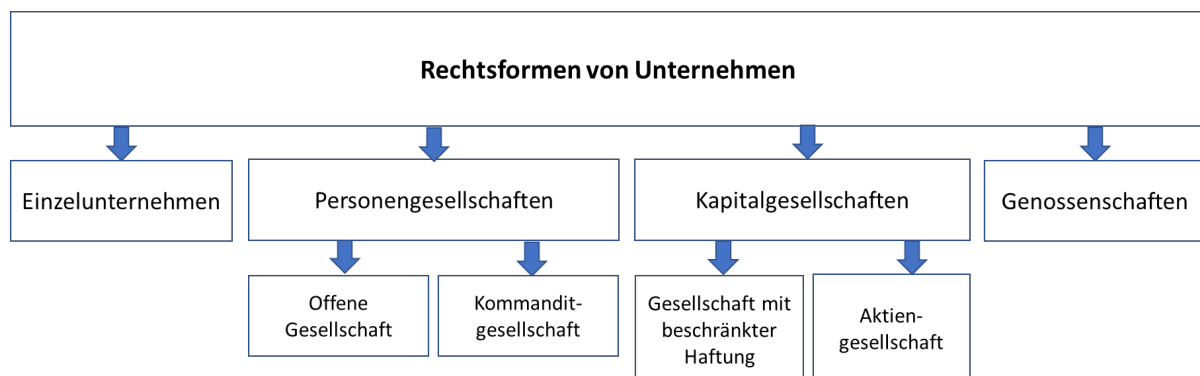 Rechtsformen von Unternehmen
Einzelunternehmen
Personengesellschaften
Kapitalgesellschaften
Genossenschaften
Offene
Gesellschaft
Kommandit-
gesellschaft
Gesellschaft mit
beschränkter
Haftung
Aktien-
gesellschaft